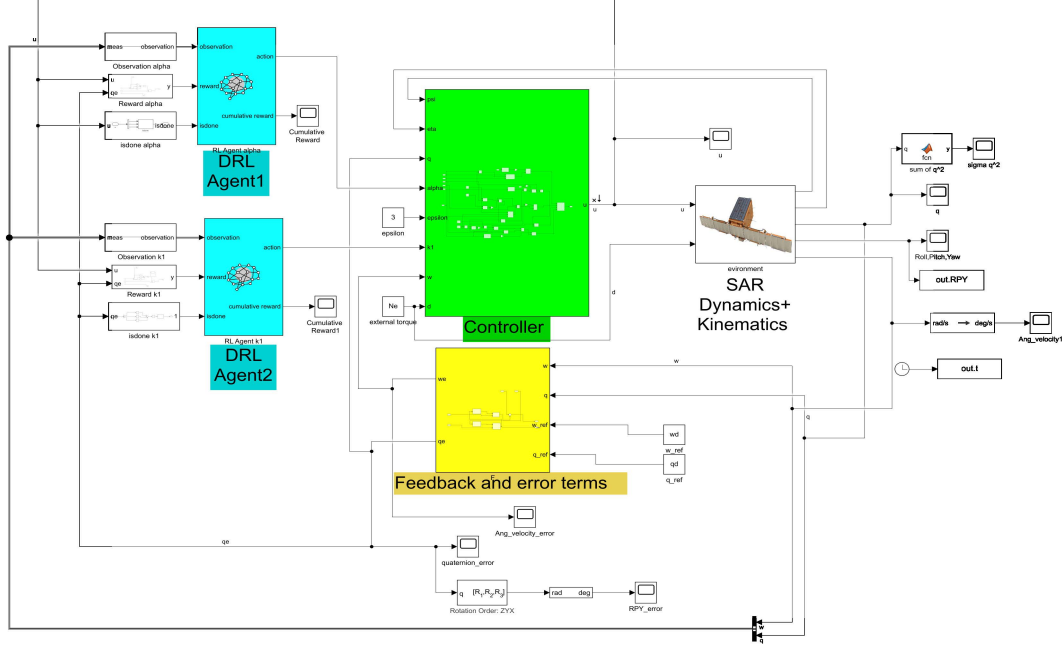 u
meas
observation
Observation alpha
u
qe
y
Reward alpha
u
isdone
isdone alpha
observation
action
reward
cumulative reward
isdone
RL Agent alpha
DRL
Agent1
Cumulative
Reward
meas
observation
Observation k1
u
qe
y
Reward k1
qe
1
isdone k1
observation
action
reward
cumulative reward
isdone
RL Agent k1
DRL
Agent2
Cumulative
Reward1
psi
eta
q
alpha
epsilon
k1
w
d
u
u
3
epsilon
Ne
external torque
Controller
u
u
d
evironment
SAR
Dynamics+
Kinematics
q
fcn
y
sum of q^2
sigma q^2
q
Roll,Pitch,Yaw
out.RPY
rad/s
deg/s
Ang_velocity1
out.t
we
qe
w
q
w_ref
q_ref
w
q
wd
w_ref
qd
q_ref
Feedback and error terms
Ang_velocity_error
qe
quaternion_error
q
[R1,R2,R3]
Rotation Order: ZYX
rad
deg
RPY_error
w
q